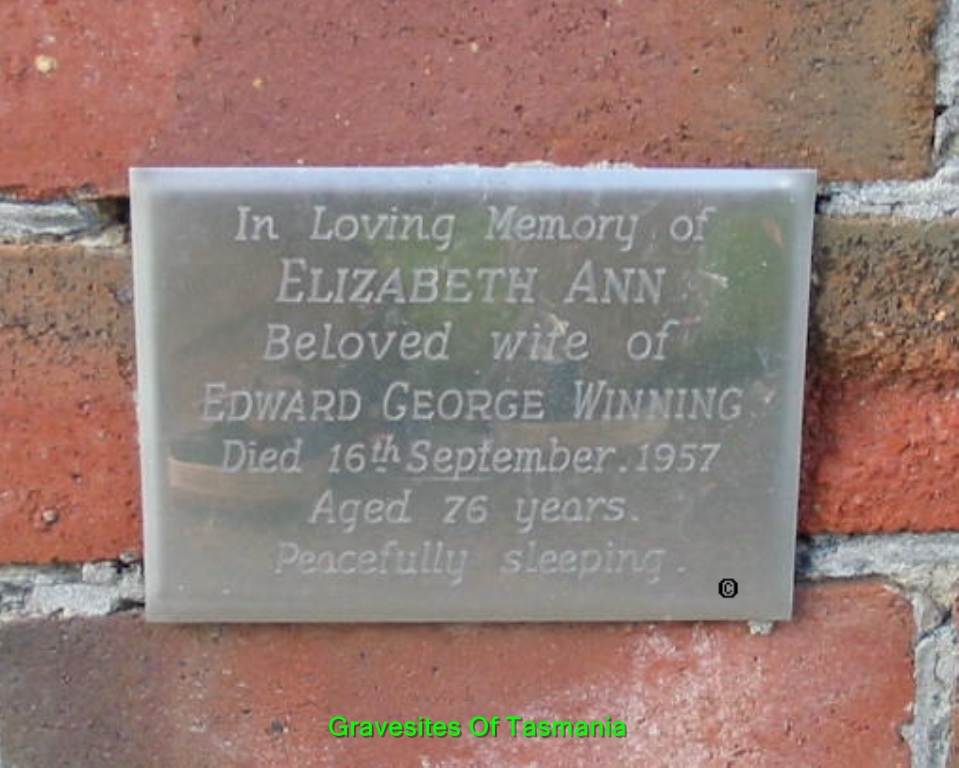 In Loving Memory of
ELIZABETH ANN
Beloved wife of
EDWARD GEORGE WINNING
Died 16th September.1957
Aged 76 years.
Peacefully sleeping.
©
Gravesites Of Tasmania